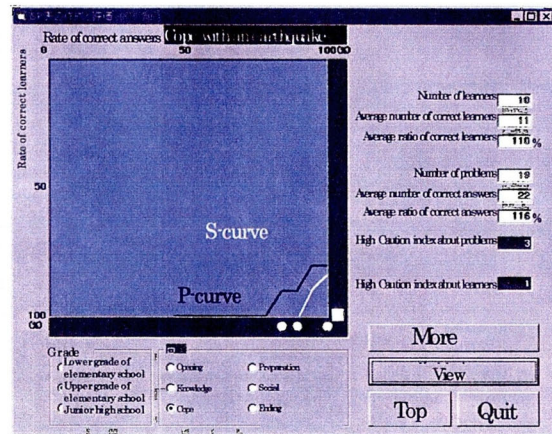 Rate of correct answers Cope with an earthquake
0 50 100
Rate of correct learners
50
100
S-curve
P-curve
Number of learners 10
Average number of correct learners 11
Average ratio of correct learners 110 %
Number of problems 19
Average number of correct answers 22
Average ratio of correct answers 116 %
High Caution index about problems 3
High Caution index about learners 1
Grade
Lower grade of
elementary school
Upper grade of
elementary school
Junior high school
Opening
Preparation
Knowledge
Social
Cope
Ending
More
View
Top Quit